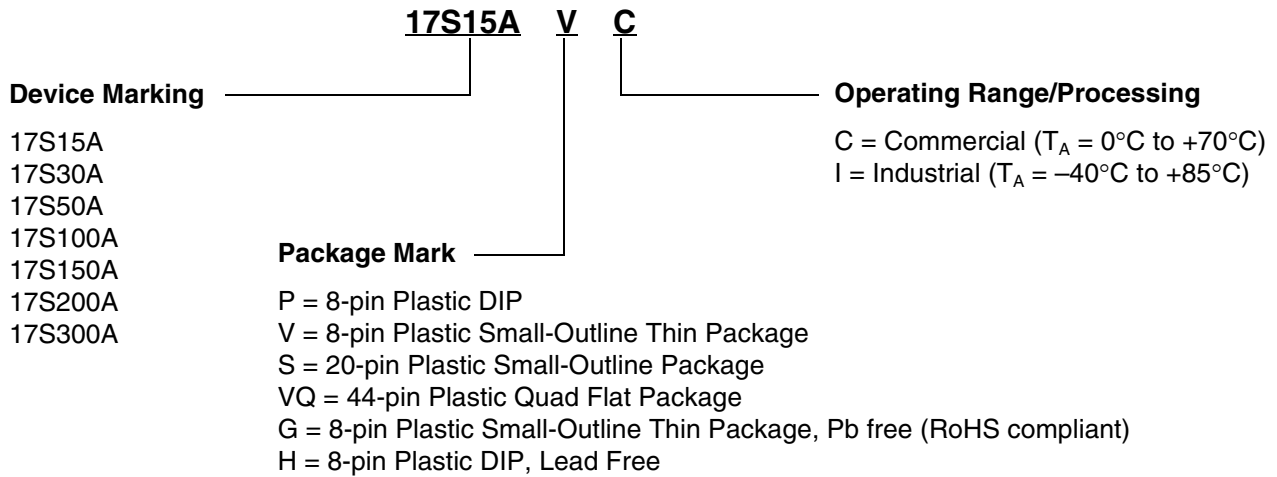 17S15A V C
Device Marking
17S15A
17S30A
17S50A
17S100A
17S150A
17S200A
17S300A
Package Mark
P = 8-pin Plastic DIP
V = 8-pin Plastic Small-Outline Thin Package
S = 20-pin Plastic Small-Outline Package
VQ = 44-pin Plastic Quad Flat Package
G = 8-pin Plastic Small-Outline Thin Package, Pb free (RoHS compliant)
H = 8-pin Plastic DIP, Lead Free
Operating Range/Processing
C = Commercial (TA = 0°C to +70°C)
I = Industrial (TA = –40°C to +85°C)